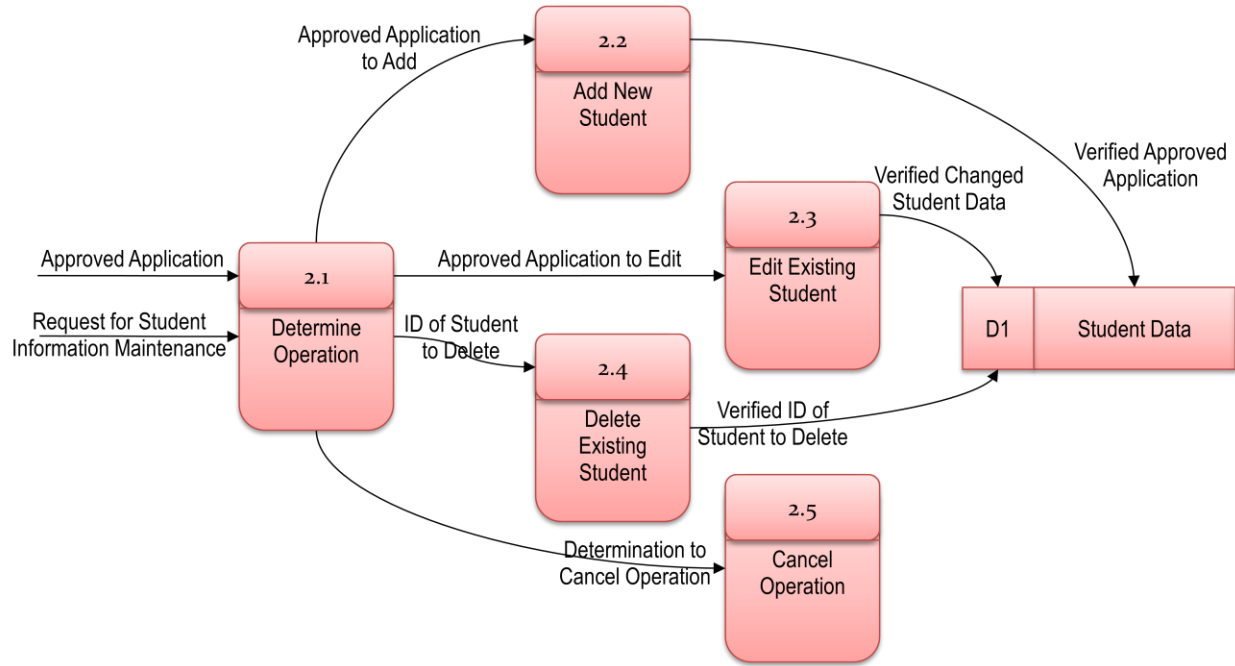 Approved Application
to Add
2.2
Add New
Student
Verified Approved
Application
Verified Changed
Student Data
2.3
Edit Existing
Student
Approved Application
2.1
Approved Application to Edit
Request for Student
Information Maintenance
Determine
Operation
ID of Student
to Delete
D1
Student Data
2.4
Delete
Existing
Student
Verified ID of
Student to Delete
2.5
Cancel
Operation
Determination to
Cancel Operation